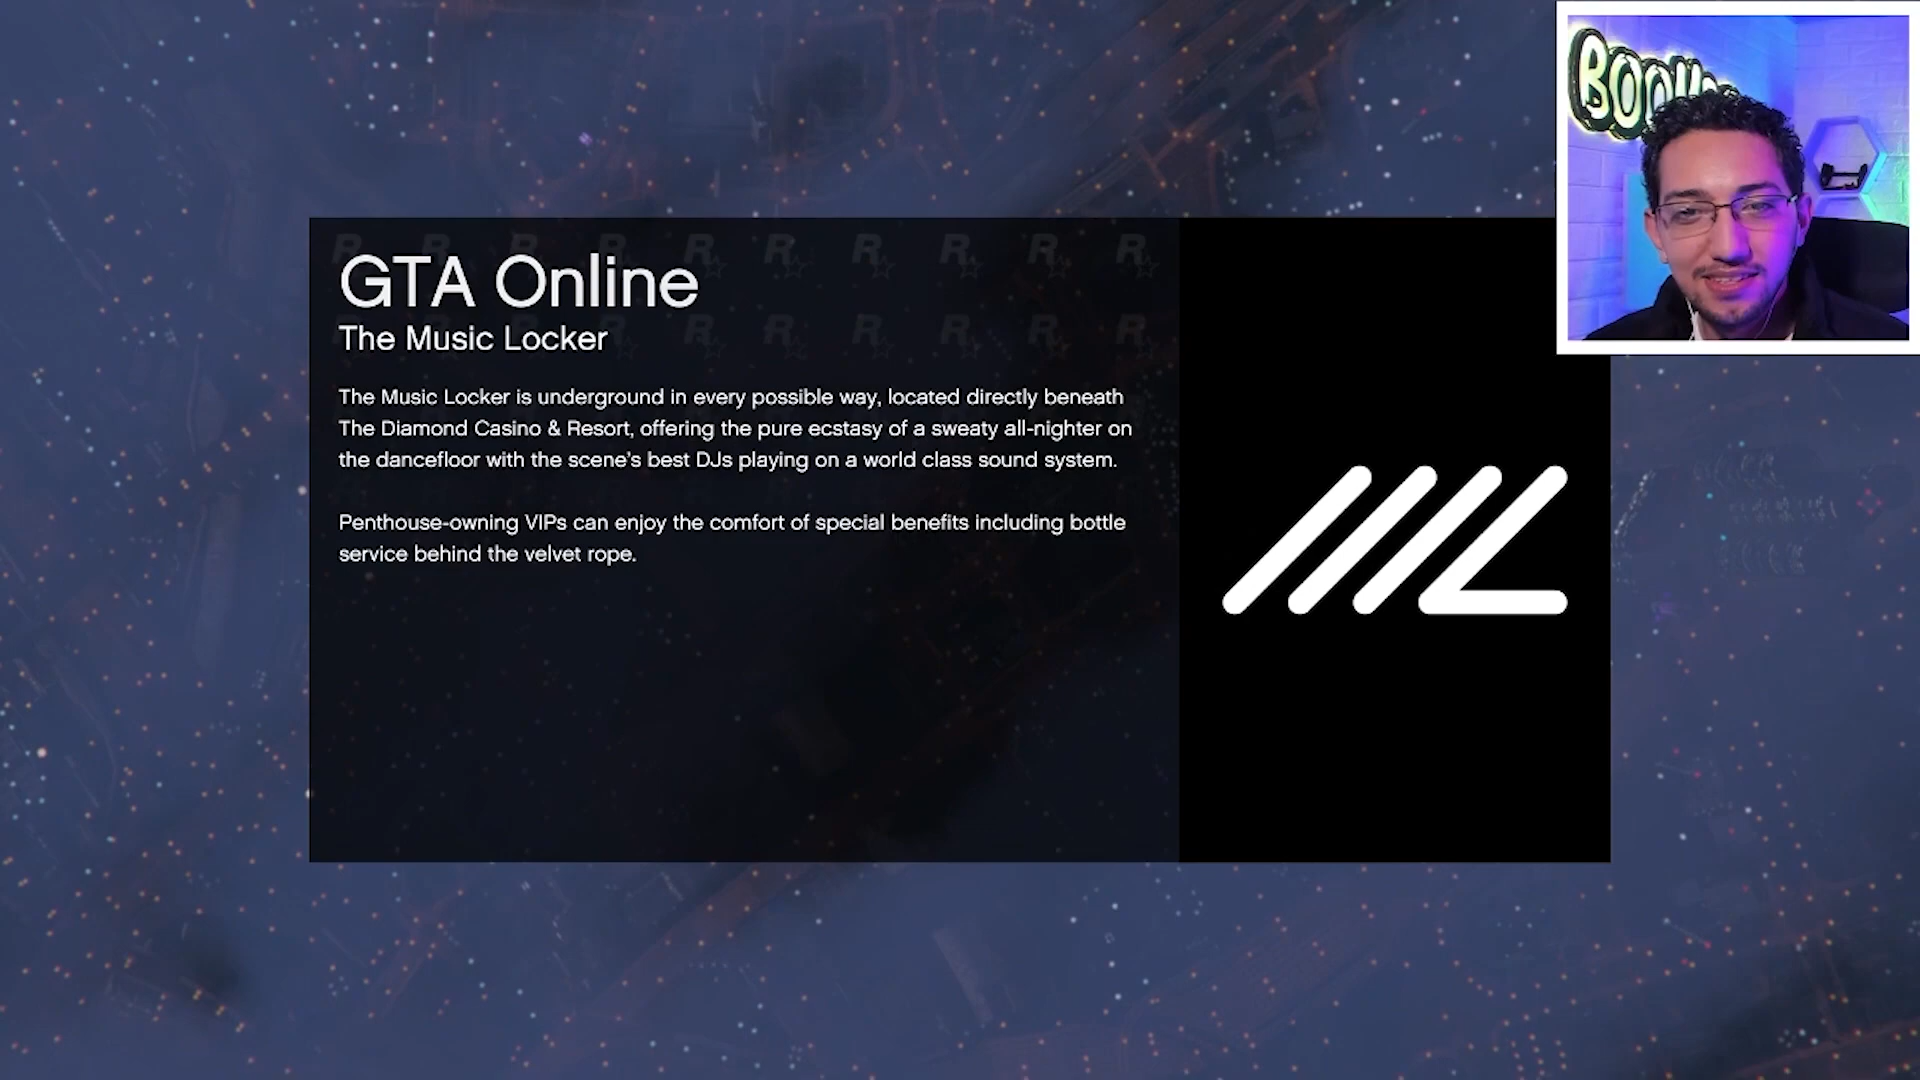 GTA Online
The Music Locker
The Music Locker is underground in every possible way, located directly beneath
The Diamond Casino & Resort, offering the pure ecstasy of a sweaty all-nighter on
the dancefloor with the scene's best DJs playing on a world class sound system.
Penthouse-owning VIPs can enjoy the comfort of special benefits including bottle
service behind the velvet rope.
ML